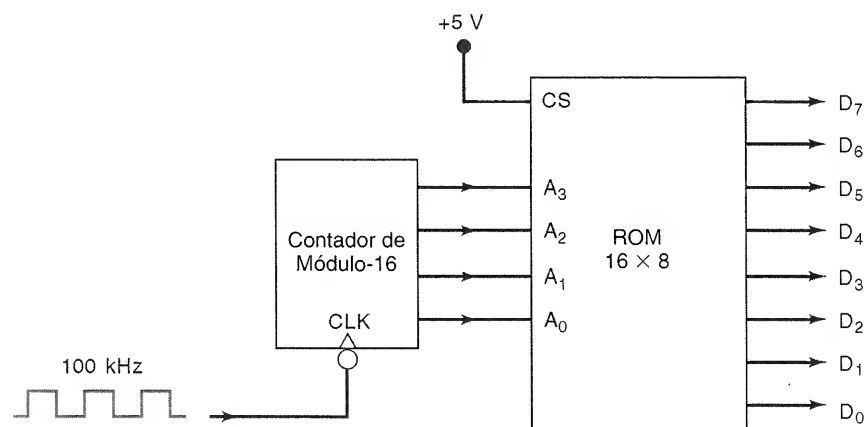 +5 V
CS
D7
D6
A3
D5
A2
D4
Contador de
Módulo-16
ROM
16 × 8
A1
D3
CLK
A0
D2
100 kHz
D1
D0